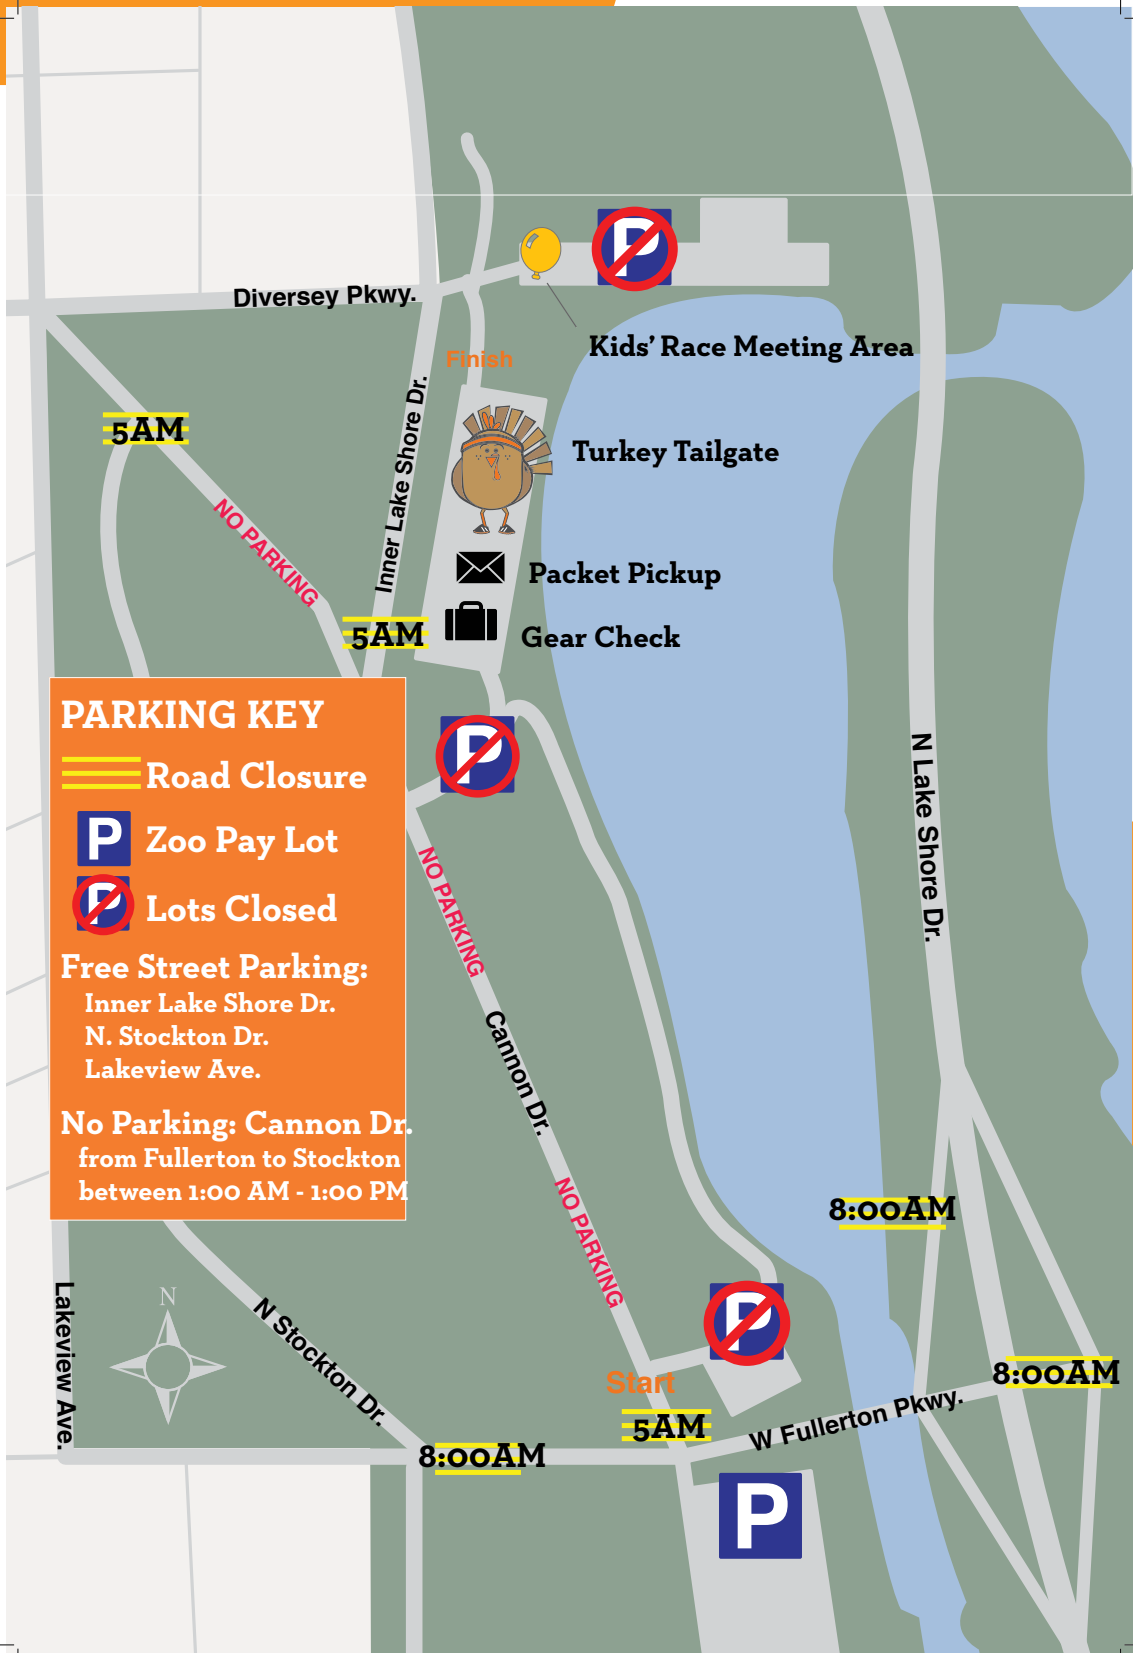 P
Diversey Pkwy.
Kids' Race Meeting Area
Finish
Inner Lake Shore Dr.
5AM
Turkey Tailgate
NO PARKING
Packet Pickup
5AM
Gear Check
P
PARKING KEY
Road Closure
P Zoo Pay Lot
P Lots Closed
Free Street Parking:
Inner Lake Shore Dr.
N. Stockton Dr.
Lakeview Ave.
No Parking: Cannon Dr.
from Fullerton to Stockton
between 1:00 AM - 1:00 PM
N Lake Shore Dr.
NO PARKING
Cannon Dr.
NO PARKING
8:00AM
Lakeview Ave.
N
N Stockton Dr.
P
Start
8:00AM
5AM
W Fullerton Pkwy.
8:00AM
P